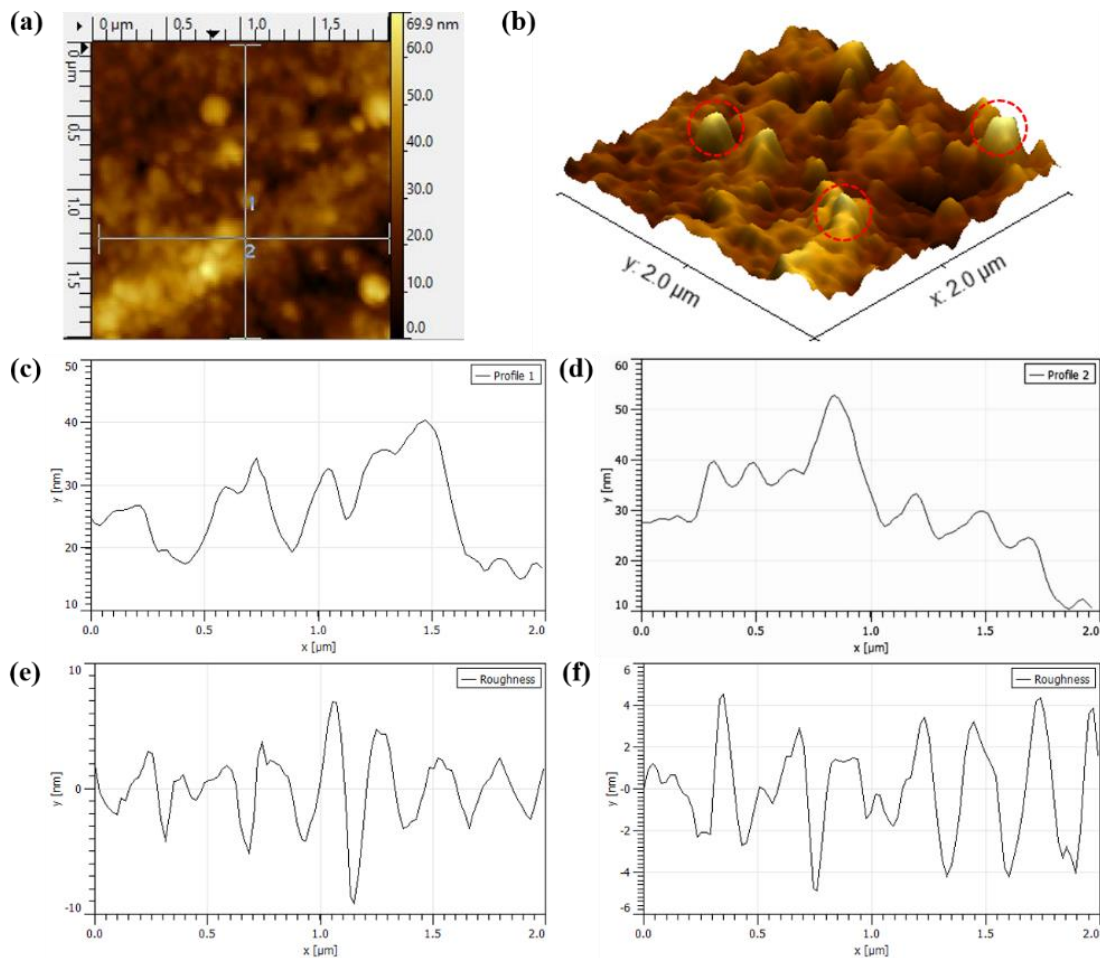 (a)
0 µm 0.5 1.0 1.5
69.9 nm
60.0
50.0
40.0
30.0
20.0
10.0
0.0
0 µm
0.5
1.0
1.5
1
2
(b)
y: 2.0 µm
x: 2.0 µm
(c)
50
40
30
20
10
y [nm]
Profile 1
0.0 0.5 1.0 1.5 2.0
x [µm]
(d)
60
50
40
30
20
10
y [nm]
Profile 2
0.0 0.5 1.0 1.5 2.0
x [µm]
(e)
10
0
-10
y [nm]
Roughness
0.0 0.5 1.0 1.5 2.0
x [µm]
(f)
6
4
2
-0
-2
-4
-6
y [nm]
Roughness
0.0 0.5 1.0 1.5 2.0
x [µm]